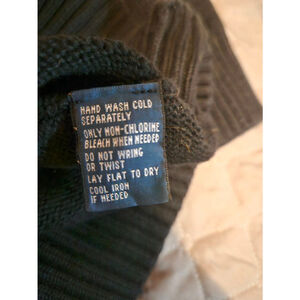 HAND WASH COLD
SEPARATELY
ONLY NON-CHLORINE
BLEACH WHEN NEEDED
DO NOT WRING
OR TWIST
LAY FLAT TO DRY
COOL IRON
IF NEEDED